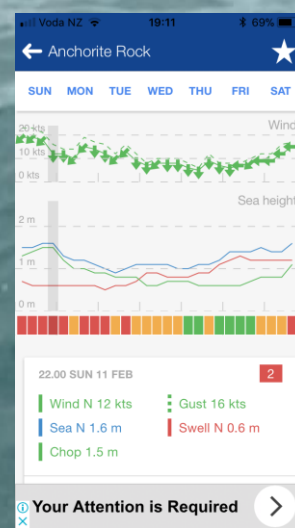 Voda NZ 19:11 69%
Anchorite Rock
SUN MON TUE WED THU FRI SAT
Wind
20 kts
10 kts
0 kts
Sea height
2 m
1 m
0 m
22.00 SUN 11 FEB 2
Wind N 12 kts Gust 16 kts
Sea N 1.6 m Swell N 0.6 m
Chop 1.5 m
Your Attention is Required